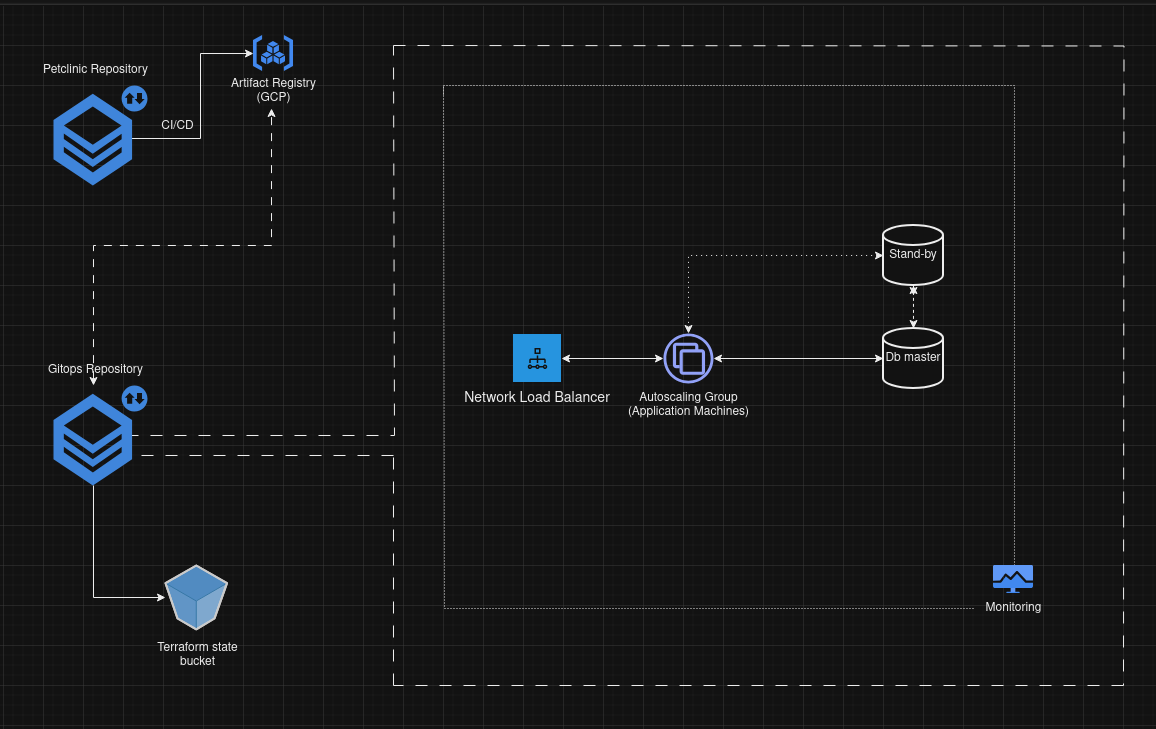 Petclinic Repository
Artifact Registry
(GCP)
CI/CD
Stand-by
Db master
Gitops Repository
Network Load Balancer
Autoscaling Group
(Application Machines)
Monitoring
Terraform state
bucket